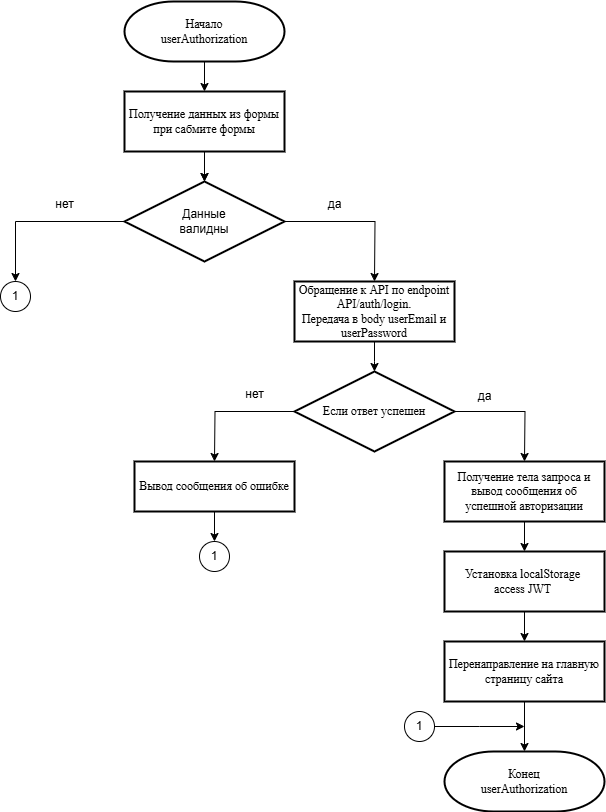 Начало
userAuthorization
Получение данных из формы
при сабмите формы
Данные
валидны
нет
да
1
Обращение к API по endpoint
API/auth/login.
Передача в body userEmail и
userPassword
Если ответ успешен
нет
да
Вывод сообщения об ошибке
1
Получение тела запроса и
вывод сообщения об
успешной авторизации
Установка localStorage
access JWT
Перенаправление на главную
страницу сайта
1
Конец
userAuthorization